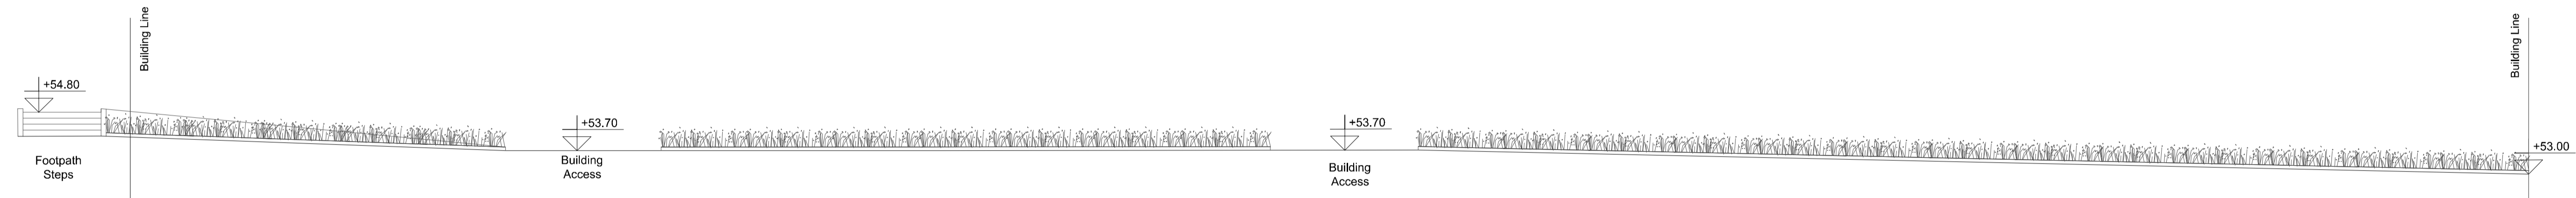 Building Line
+54.80
Footpath
Steps
+53.70
Building
Access
+53.70
Building
Access
Building Line
+53.00